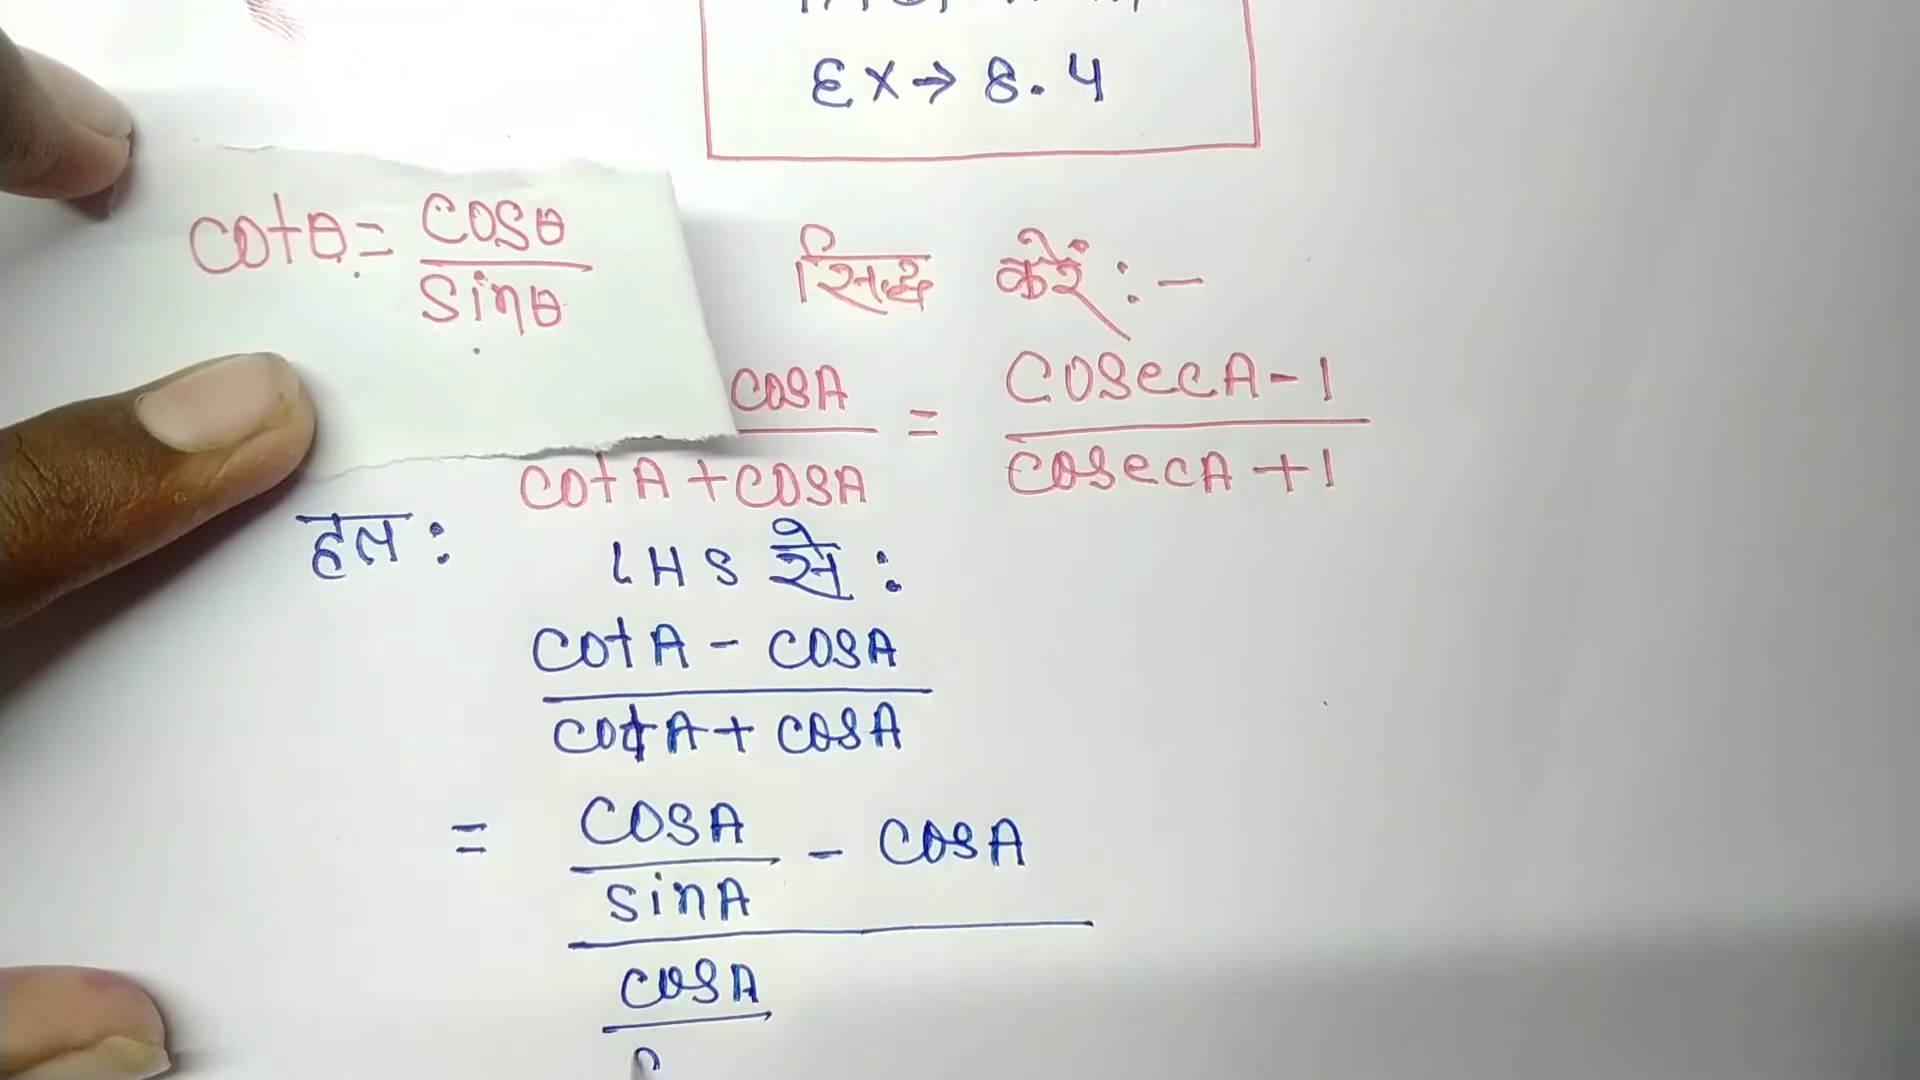 EX→ 8.4
cotθ = cosθ / sinθ
सिद्ध करें :-
cosA / cotA + cosA = cosecA - 1 / cosecA + 1
हल :
LHS से :
cotA - cosA
cotA + cosA
= cosA / sinA - cosA
cosA